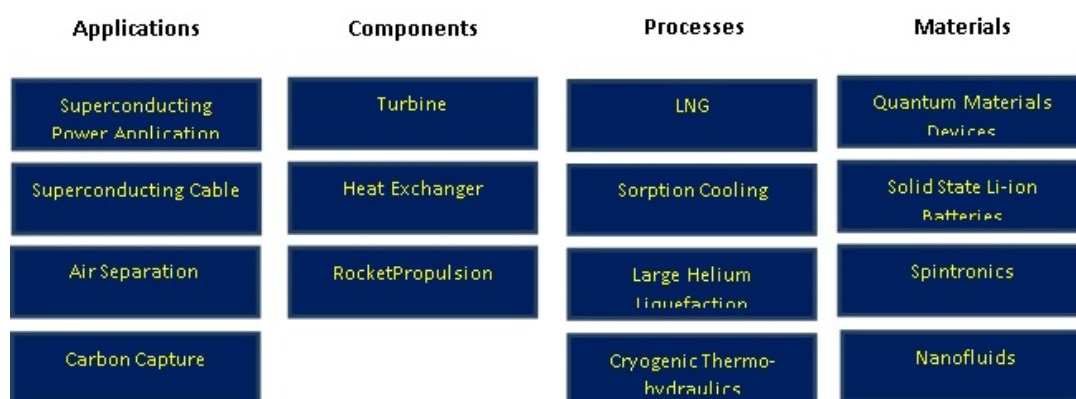 Applications
Components
Processes
Materials
Superconducting
Power Application
Turbine
LNG
Quantum Materials
Devices
Superconducting Cable
Heat Exchanger
Sorption Cooling
Solid State Li-ion
Batteries
Air Separation
RocketPropulsion
Large Helium
Liquefaction
Spintronics
Carbon Capture
Cryogenic Thermo-
hydraulics
Nanofluids